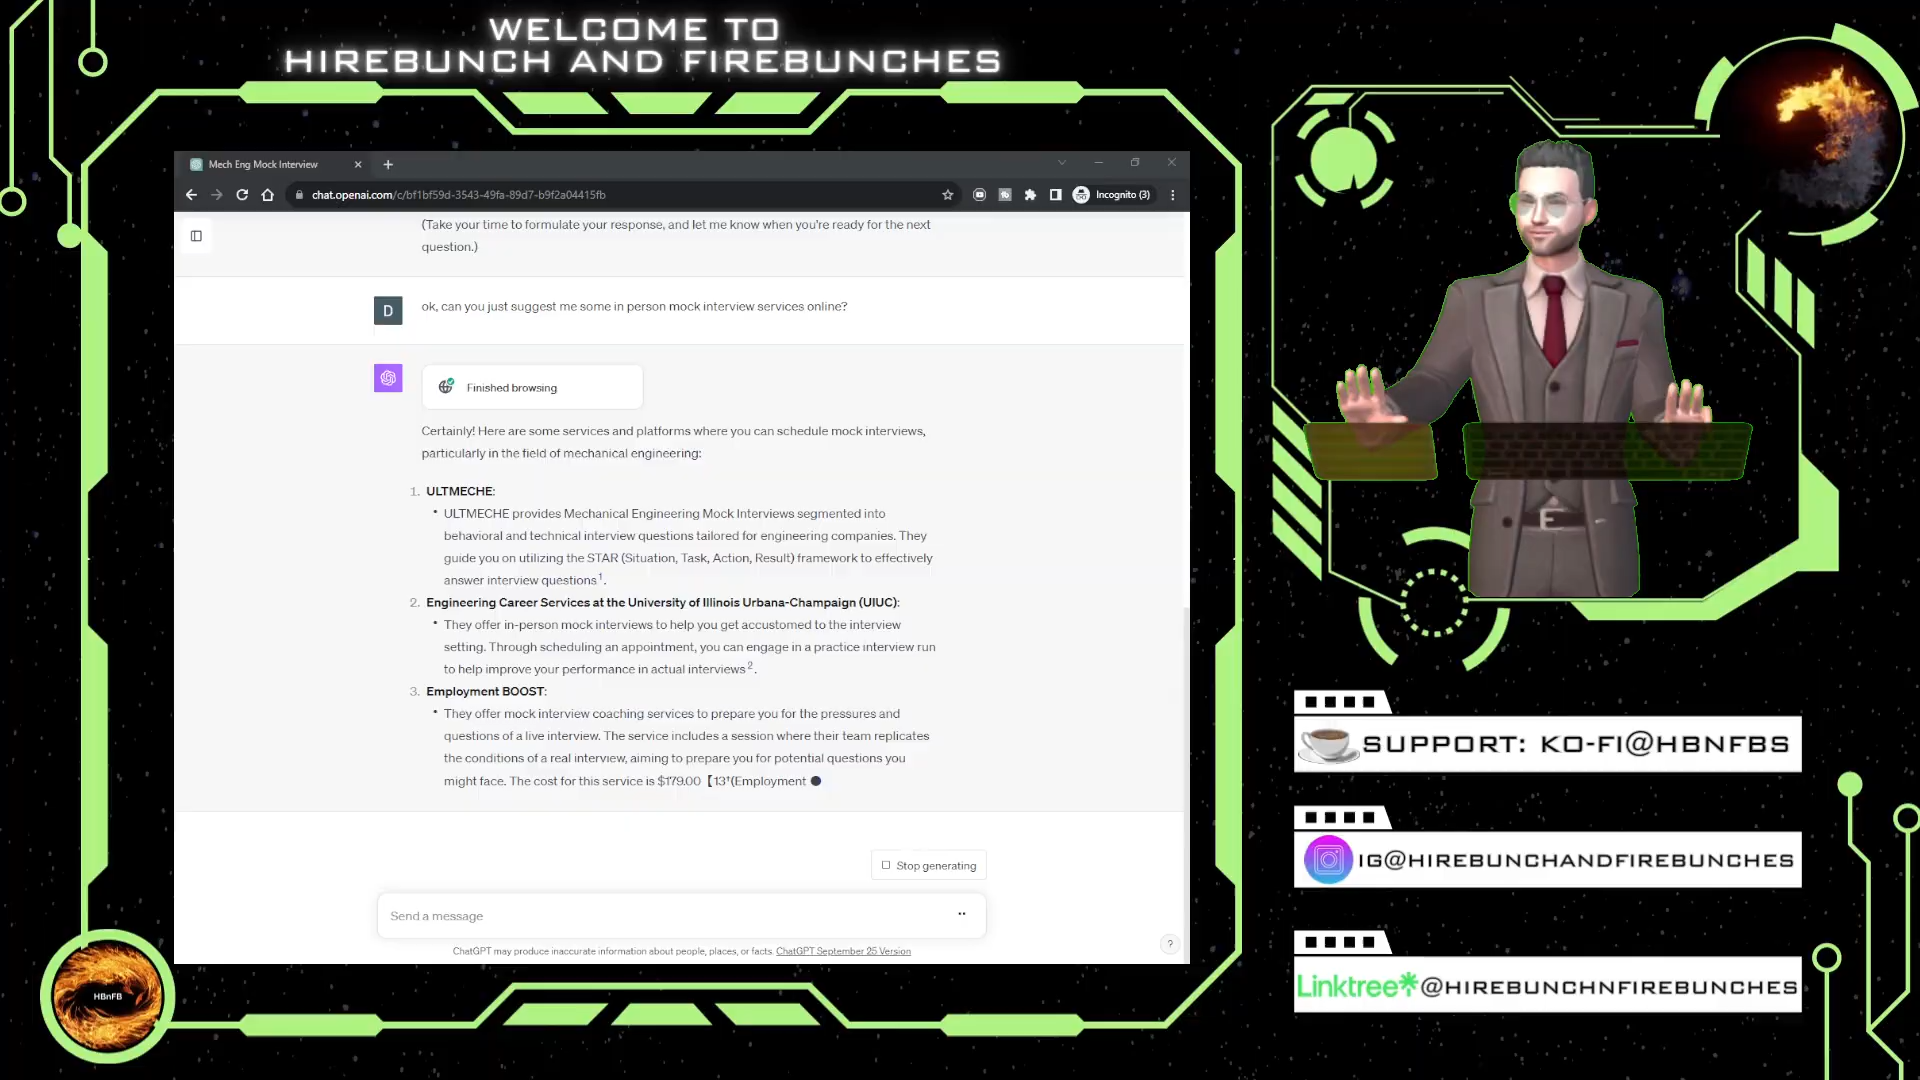 WELCOME TO
HIREBUNCH AND FIREBUNCHES
Mech Eng Mock Interview
chat.openai.com/c/bf1bf59d-3543-49fa-89d7-b9f2a04415fb
Incognito (3)
(Take your time to formulate your response, and let me know when you're ready for the next
question.)
D
ok, can you just suggest me some in person mock interview services online?
Finished browsing
Certainly! Here are some services and platforms where you can schedule mock interviews,
particularly in the field of mechanical engineering:
1. ULTMECHE:
• ULTMECHE provides Mechanical Engineering Mock Interviews segmented into
behavioral and technical interview questions tailored for engineering companies. They
guide you on utilizing the STAR (Situation, Task, Action, Result) framework to effectively
answer interview questions 1.
2. Engineering Career Services at the University of Illinois Urbana-Champaign (UIUC):
• They offer in-person mock interviews to help you get accustomed to the interview
setting. Through scheduling an appointment, you can engage in a practice interview run
to help improve your performance in actual interviews 2.
3. Employment BOOST:
• They offer mock interview coaching services to prepare you for the pressures and
questions of a live interview. The service includes a session where their team replicates
the conditions of a real interview, aiming to prepare you for potential questions you
might face. The cost for this service is $179.00【13†(Employment
Stop generating
Send a message
ChatGPT may produce inaccurate information about people, places, or facts. ChatGPT September 25 Version
?
SUPPORT: KO-FI@HBNFBS
IG@HIREBUNCHANDFIREBUNCHES
Linktree*@HIREBUNCHNFIREBUNCHES
HBnFB